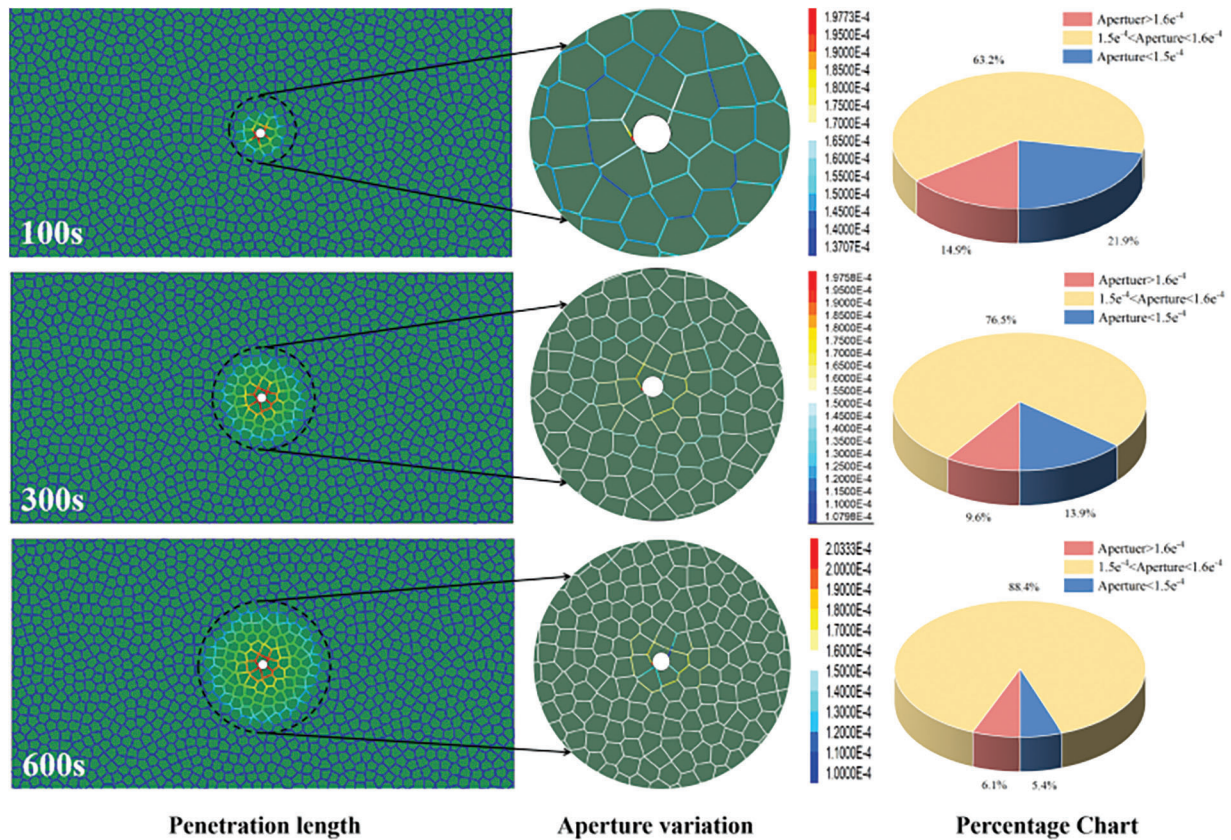 100s
1.9773E-4
1.9500E-4
1.9000E-4
1.8500E-4
1.8000E-4
1.7500E-4
1.7000E-4
1.6500E-4
1.6000E-4
1.5500E-4
1.5000E-4
1.4500E-4
1.4000E-4
1.3707E-4
Apertuer>1.6e⁻⁴
1.5e⁻⁴<Aperture<1.6e⁻⁴
Aperture<1.5e⁻⁴
63.2%
14.9%
21.9%
300s
1.9758E-4
1.9500E-4
1.9000E-4
1.8500E-4
1.8000E-4
1.7500E-4
1.7000E-4
1.6500E-4
1.6000E-4
1.5500E-4
1.5000E-4
1.4500E-4
1.4000E-4
1.3500E-4
1.3000E-4
1.2500E-4
1.2000E-4
1.1500E-4
1.1000E-4
1.0798E-4
Apertuer>1.6e⁻⁴
1.5e⁻⁴<Aperture<1.6e⁻⁴
Aperture<1.5e⁻⁴
76.5%
9.6%
13.9%
600s
2.0333E-4
2.0000E-4
1.9000E-4
1.8000E-4
1.7000E-4
1.6000E-4
1.5000E-4
1.4000E-4
1.3000E-4
1.2000E-4
1.1000E-4
1.0000E-4
Apertuer>1.6e⁻⁴
1.5e⁻⁴<Aperture<1.6e⁻⁴
Aperture<1.5e⁻⁴
88.4%
6.1%
5.4%
Penetration length
Aperture variation
Percentage Chart